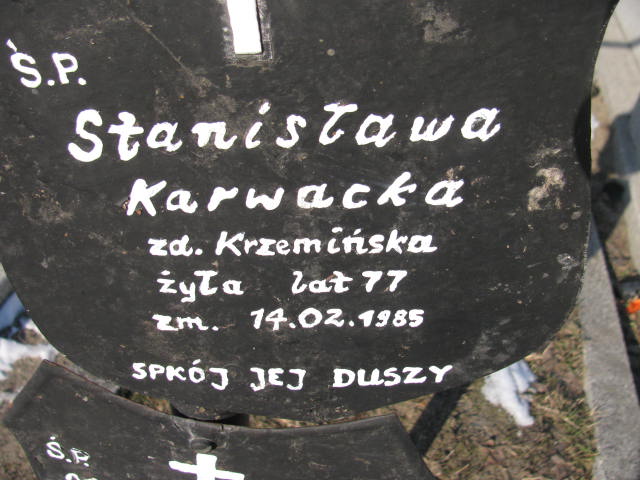 Ś.P.
Stanisława
Karwacka
zd. Krzemińska
żyła lat 77
zm. 14.02.1985
SPKÓJ JEJ DUSZY
Ś.P.